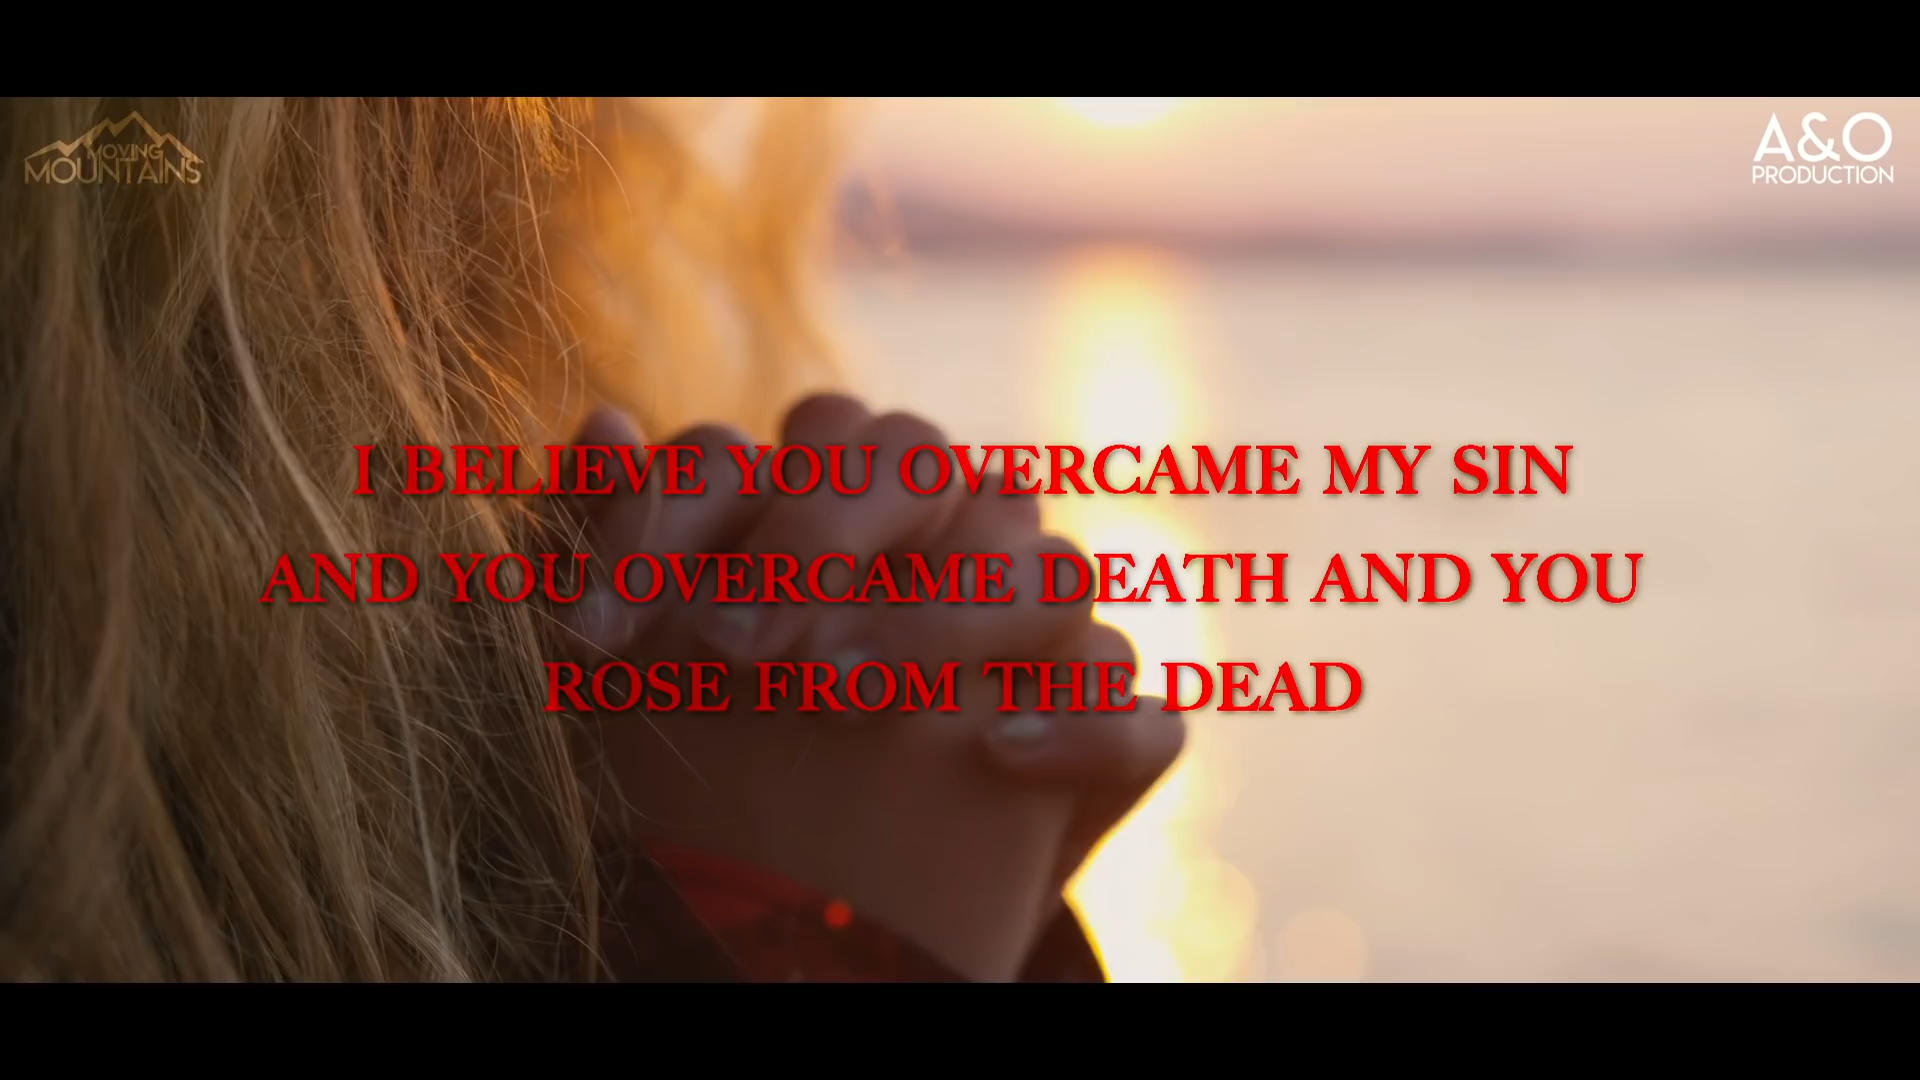 MOVING
MOUNTAINS
A&O
PRODUCTION
I BELIEVE YOU OVERCAME MY SIN
AND YOU OVERCAME DEATH AND YOU
ROSE FROM THE DEAD